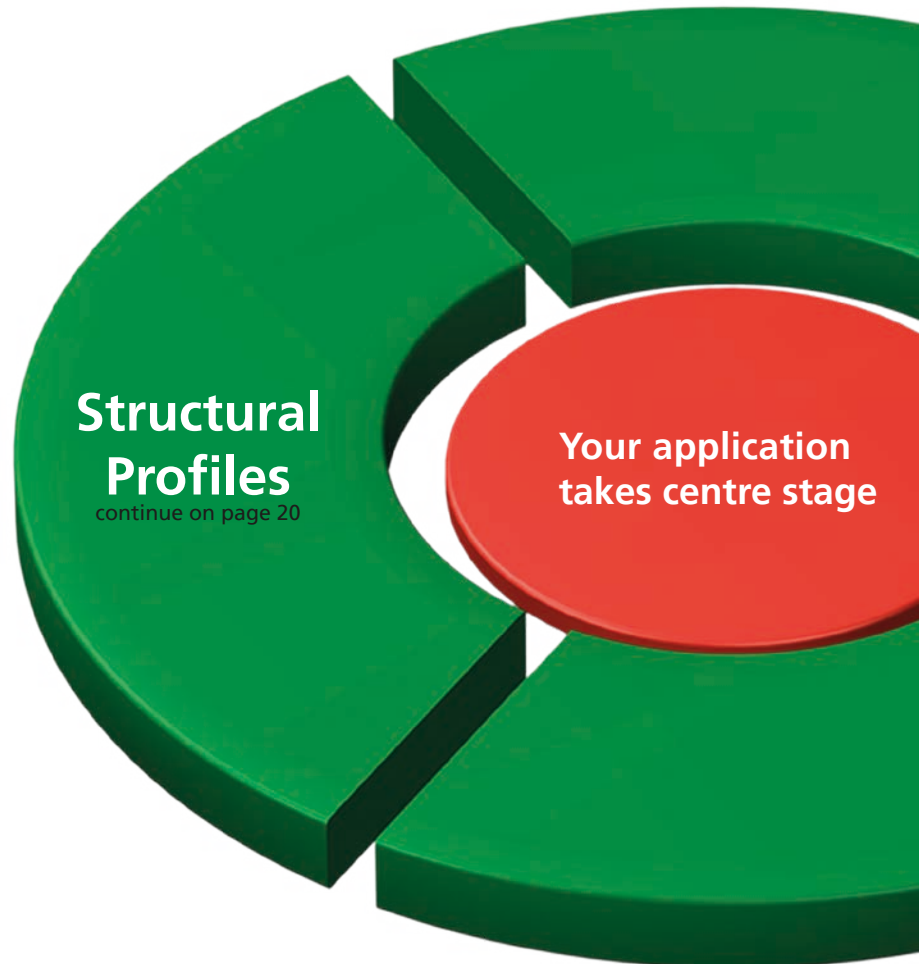 Structural
Profiles
continue on page 20
Your application
takes centre stage